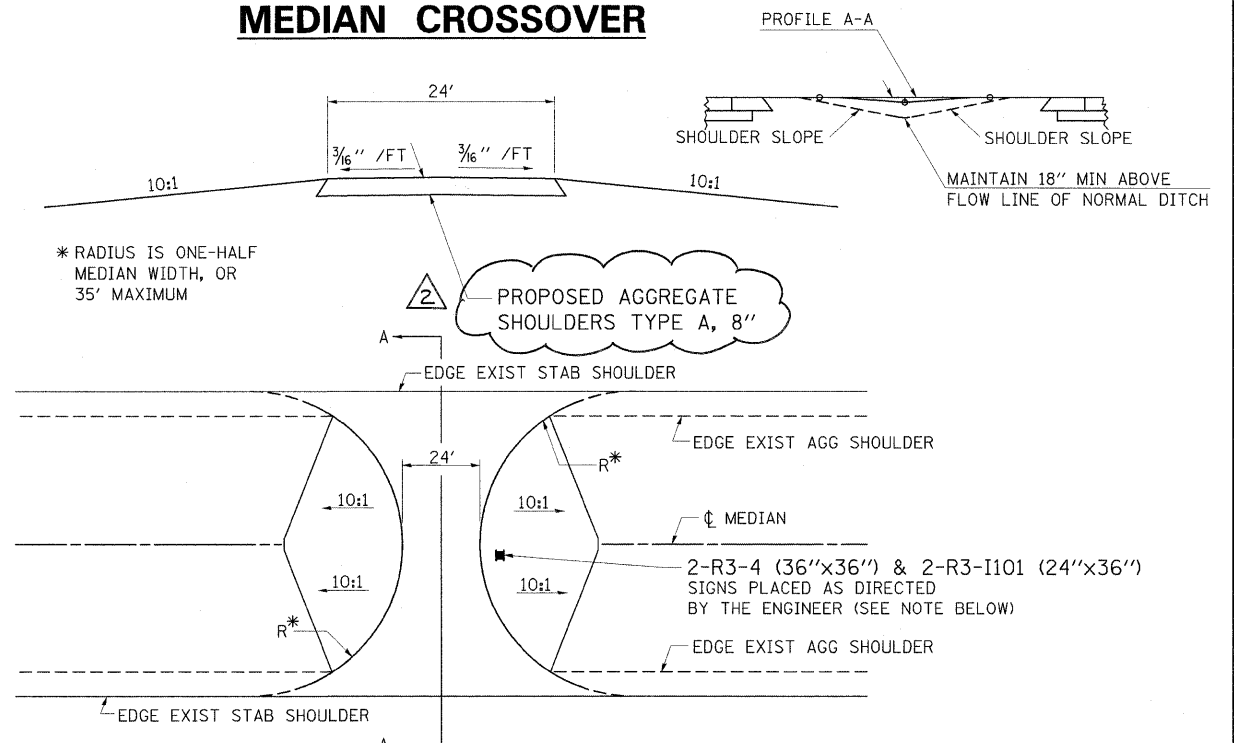 MEDIAN CROSSOVER
PROFILE A-A
24'
3/16" /FT
3/16" /FT
10:1
10:1
SHOULDER SLOPE
SHOULDER SLOPE
MAINTAIN 18" MIN ABOVE
FLOW LINE OF NORMAL DITCH
* RADIUS IS ONE-HALF
MEDIAN WIDTH, OR
35' MAXIMUM
2
PROPOSED AGGREGATE
SHOULDERS TYPE A, 8"
A
EDGE EXIST STAB SHOULDER
EDGE EXIST AGG SHOULDER
24'
R*
10:1
10:1
℄ MEDIAN
2-R3-4 (36"x36") & 2-R3-I101 (24"x36")
SIGNS PLACED AS DIRECTED
BY THE ENGINEER (SEE NOTE BELOW)
10:1
10:1
R*
EDGE EXIST AGG SHOULDER
EDGE EXIST STAB SHOULDER